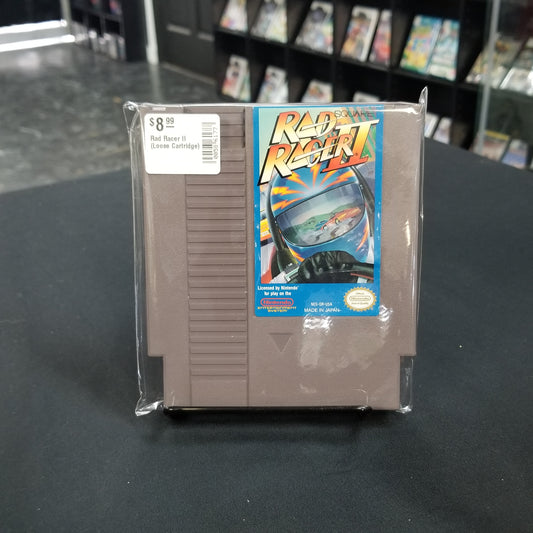 $8.99
Rad Racer II
(Loose Cartridge)
SQUARE
RAD
RACER II
Licensed by Nintendo
for play on the
Nintendo
ENTERTAINMENT
SYSTEM
NES-QR-USA
MADE IN JAPAN
Nintendo